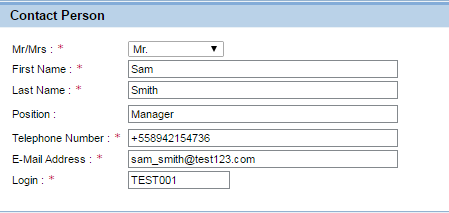 Contact Person
Mr/Mrs : * Mr.
First Name : * Sam
Last Name : * Smith
Position : Manager
Telephone Number : * +558942154736
E-Mail Address : * sam_smith@test123.com
Login : * TEST001